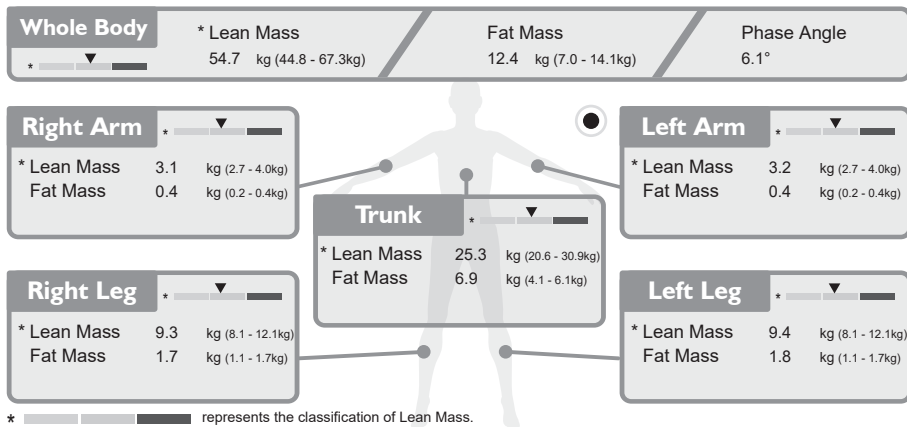 Whole Body
* Lean Mass
54.7 kg (44.8 - 67.3kg)
Fat Mass
12.4 kg (7.0 - 14.1kg)
Phase Angle
6.1°
*
Right Arm
*
* Lean Mass 3.1 kg (2.7 - 4.0kg)
Fat Mass 0.4 kg (0.2 - 0.4kg)
Left Arm
*
* Lean Mass 3.2 kg (2.7 - 4.0kg)
Fat Mass 0.4 kg (0.2 - 0.4kg)
Trunk
*
* Lean Mass 25.3 kg (20.6 - 30.9kg)
Fat Mass 6.9 kg (4.1 - 6.1kg)
Right Leg
*
* Lean Mass 9.3 kg (8.1 - 12.1kg)
Fat Mass 1.7 kg (1.1 - 1.7kg)
Left Leg
*
* Lean Mass 9.4 kg (8.1 - 12.1kg)
Fat Mass 1.8 kg (1.1 - 1.7kg)
* represents the classification of Lean Mass.